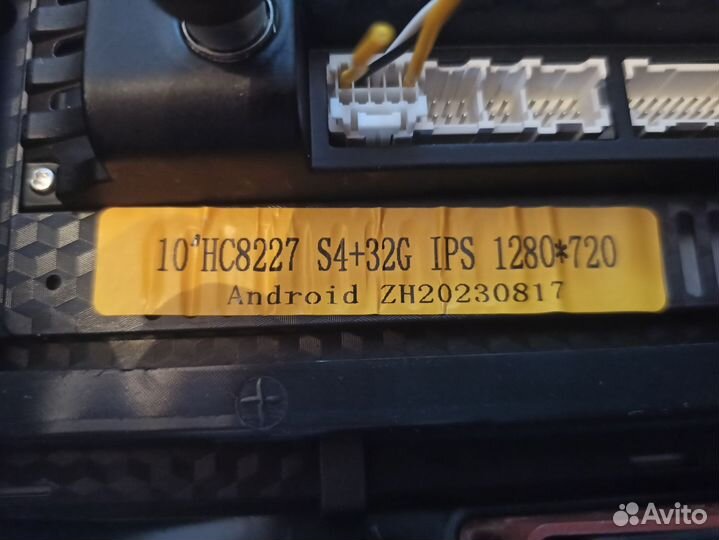 10"HC8227 S4+32G IPS 1280*720
Android ZH20230817
Avito